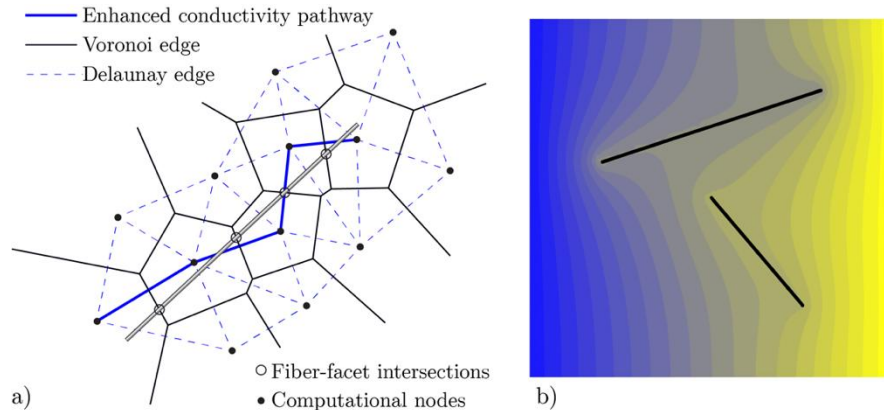 Enhanced conductivity pathway
Voronoi edge
Delaunay edge
Fiber-facet intersections
Computational nodes
a)
b)